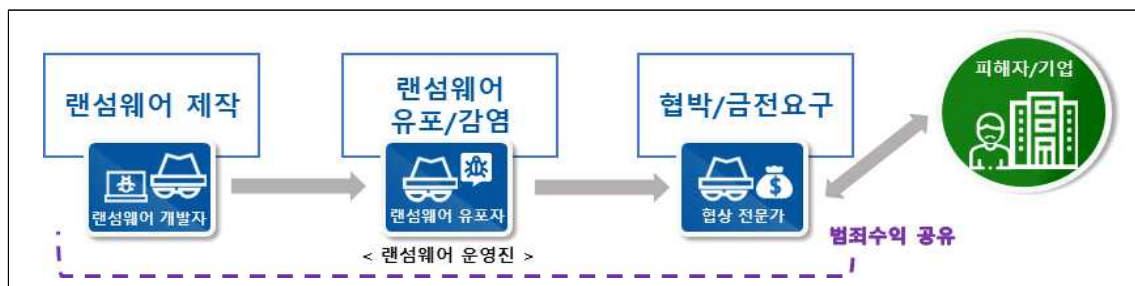 랜섬웨어 제작
랜섬웨어 개발자
랜섬웨어
유포/감염
랜섬웨어 유포자
협박/금전요구
$
협상 전문가
피해자/기업
범죄수익 공유
< 랜섬웨어 운영진 >